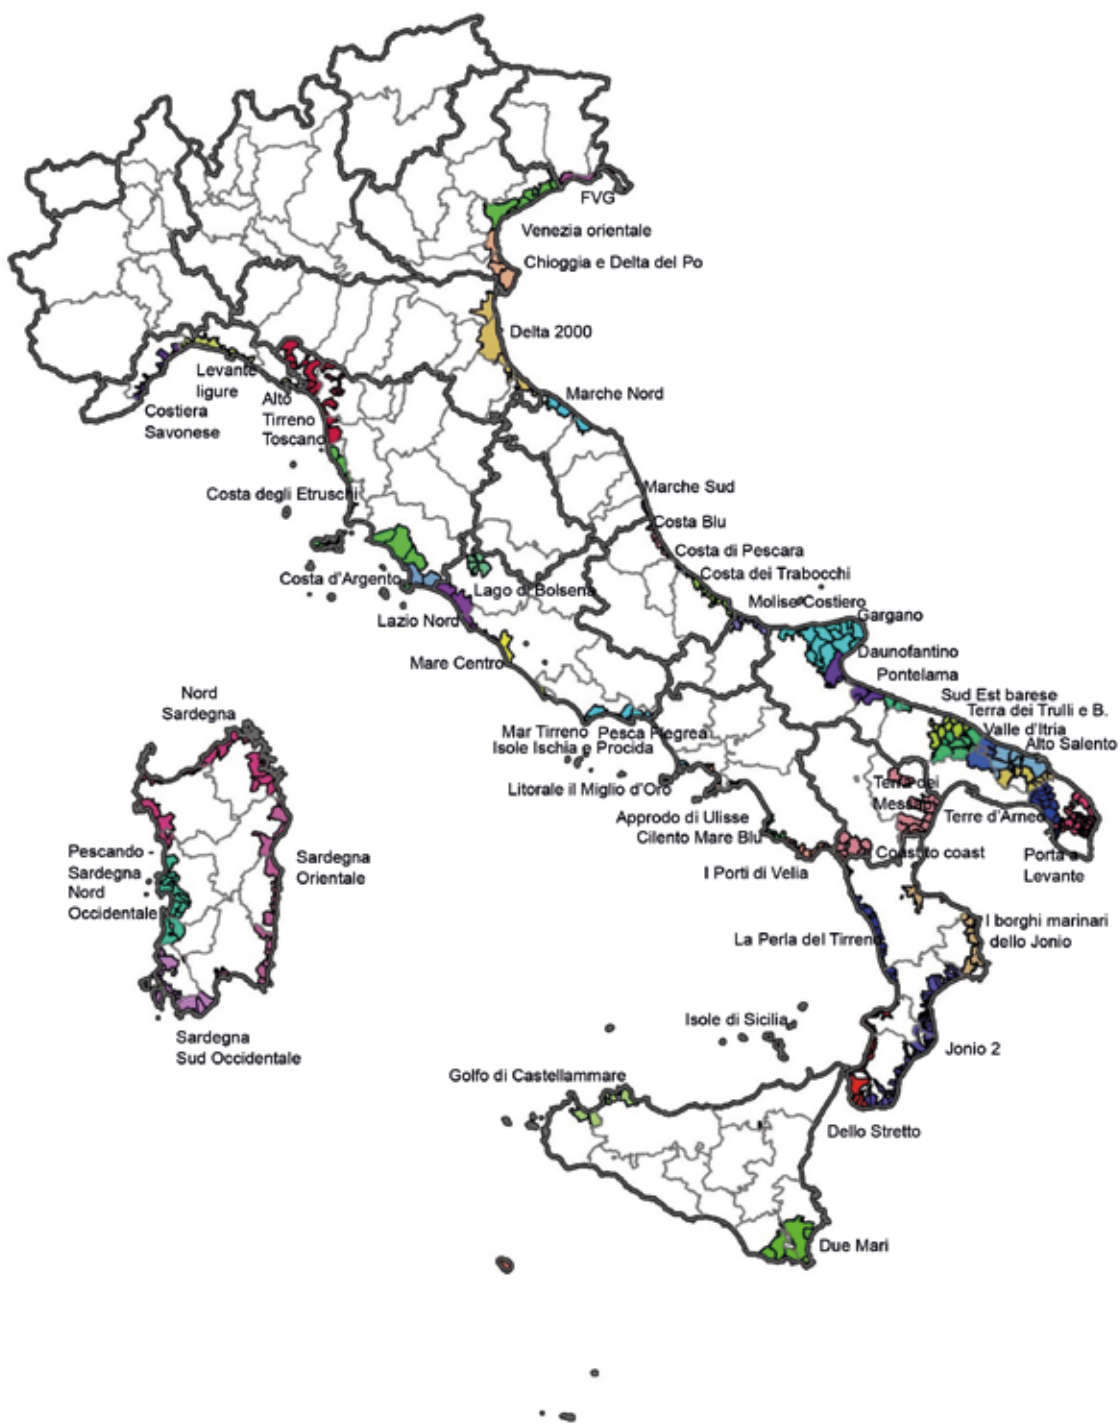 FVG
Venezia orientale
Chioggia e Delta del Po
Delta 2000
Levante
ligure
Costiera
Savonese
Alto
Tirreno
Toscano
Marche Nord
Costa degli Etruschi
Marche Sud
Costa Blu
Costa di Pescara
Costa dei Trabocchi
Costa d'Argento
Lago di Bolsena
Molise Costiero
Lazio Nord
Gargano
Mare Centro
Daunofantino
Pontelama
Nord
Sardegna
Sud Est barese
Terra dei Trulli e B.
Valle d'Itria
Alto Salento
Mar Tirreno
Pesca Flegrea
Isole Ischia e Procida
Litorale il Miglio d'Oro
Terra dei
Messapi
Terre d'Arneo
Approdo di Ulisse
Cilento Mare Blu
Coast to coast
Porta a
Levante
I Porti di Velia
Pescando
Sardegna
Nord
Occidentale
Sardegna
Orientale
La Perla del Tirreno
I borghi marinari
dello Jonio
Sardegna
Sud Occidentale
Isole di Sicilia
Jonio 2
Golfo di Castellammare
Dello Stretto
Due Mari